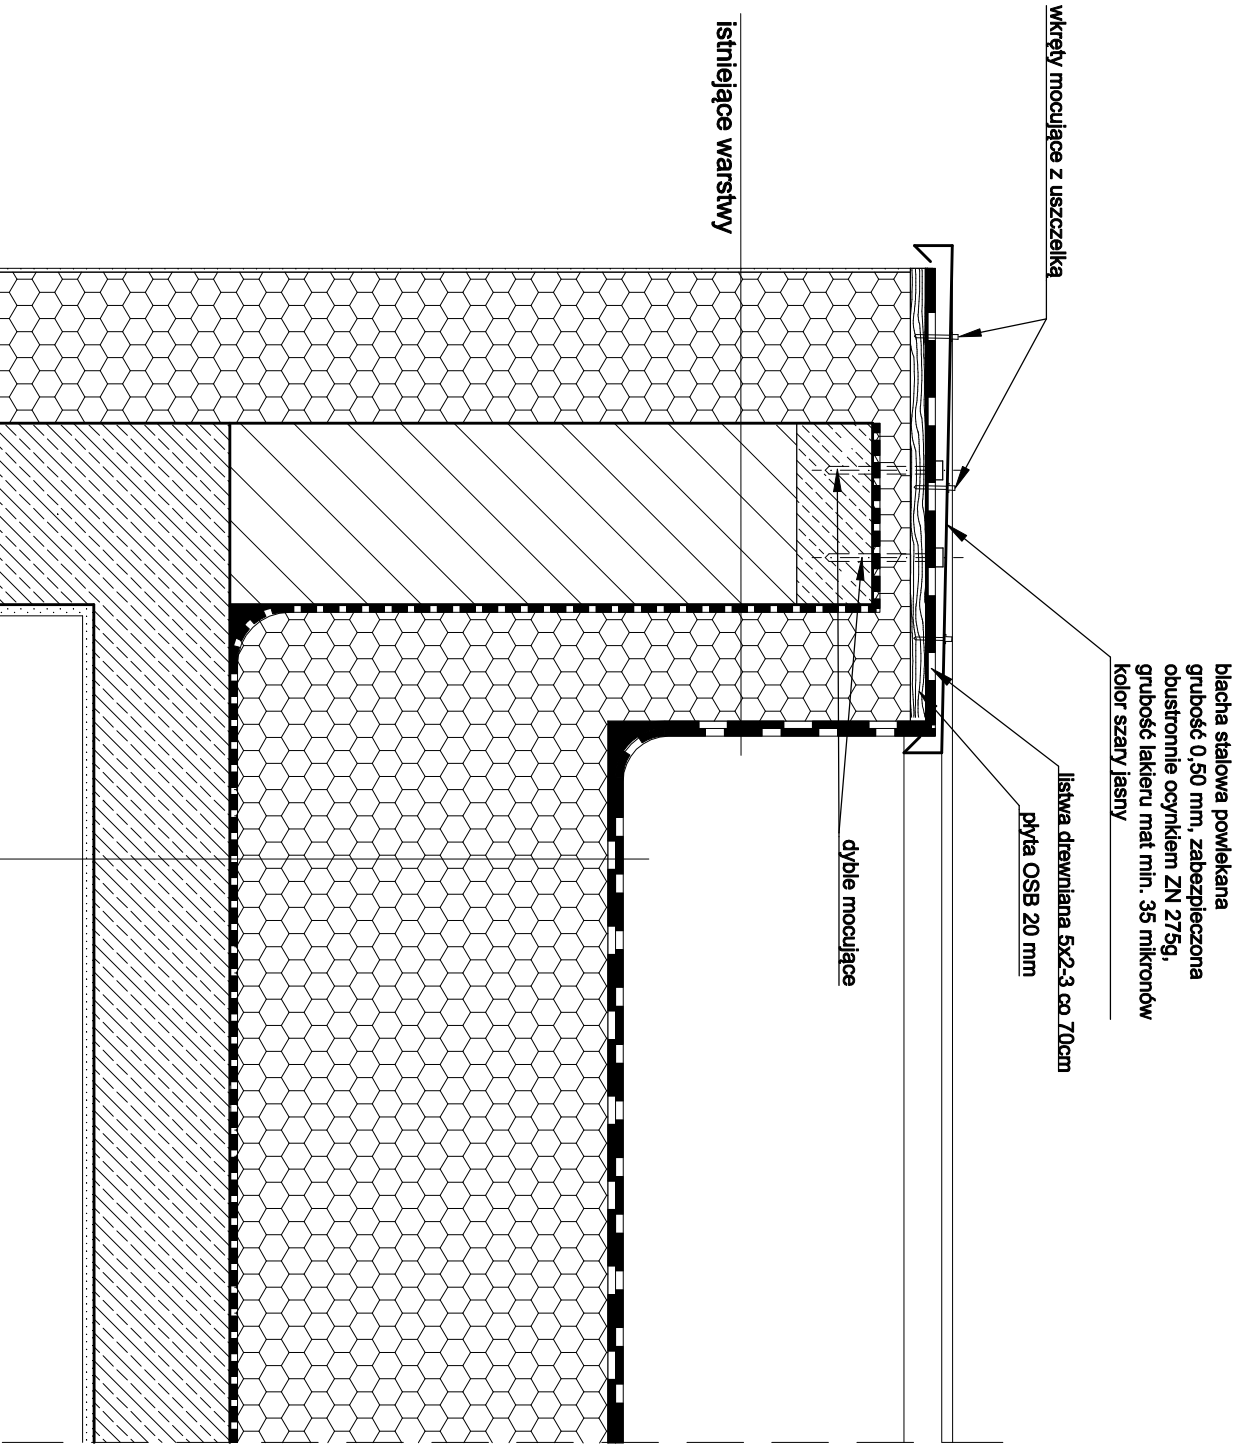 wkręty mocujące z uszczelką
istniejące warstwy
blacha stalowa powlekana
grubość 0,50 mm, zabezpieczona
obustronnie ocynkiem ZN 275g,
grubość lakieru mat min. 35 mikronów
kolor szary jasny
listwa drewniana 5x2-3 co 70cm
płyta OSB 20 mm
dyble mocujące